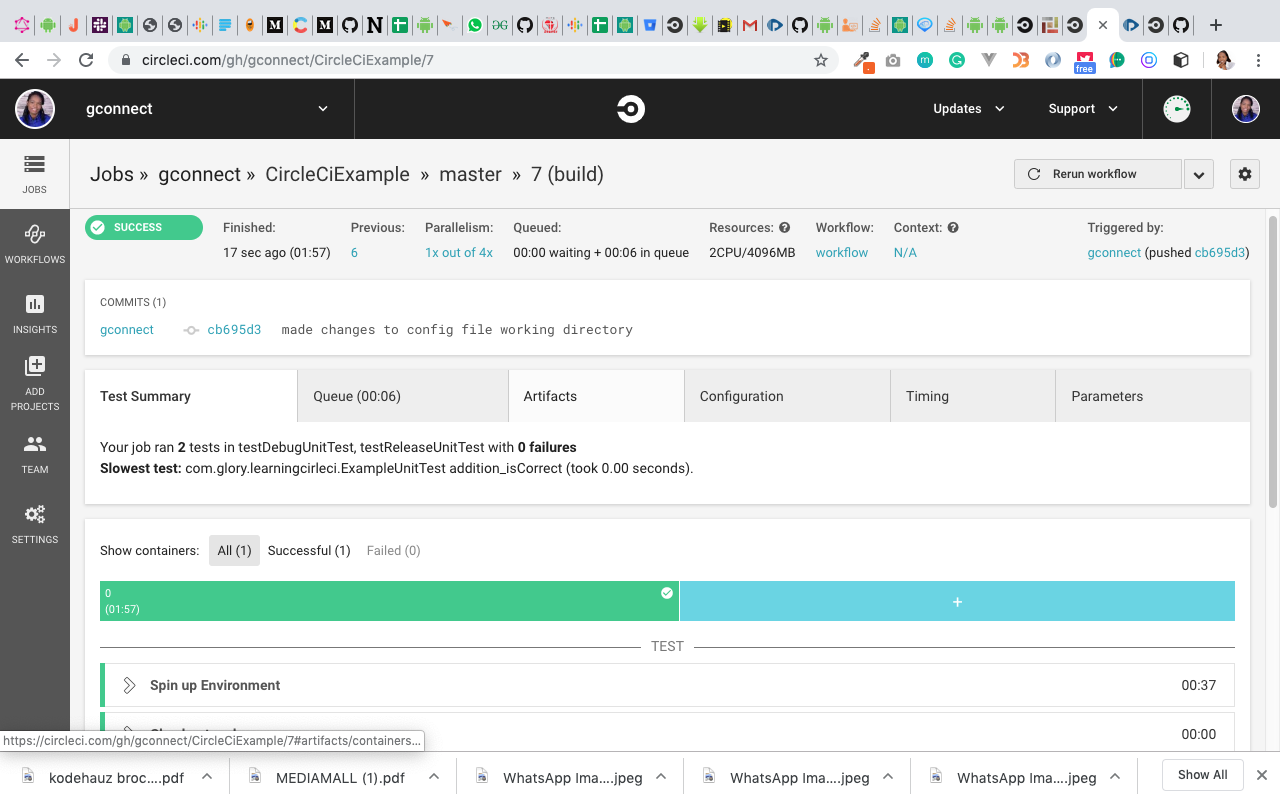 circleci.com/gh/gconnect/CircleCiExample/7
free
gconnect
Updates
Support
JOBS
WORKFLOWS
INSIGHTS
ADD
PROJECTS
TEAM
SETTINGS
Jobs » gconnect » CircleCiExample » master » 7 (build)
Rerun workflow
SUCCESS
Finished:
17 sec ago (01:57)
Previous:
6
Parallelism:
1x out of 4x
Queued:
00:00 waiting + 00:06 in queue
Resources:
2CPU/4096MB
Workflow:
workflow
Context:
N/A
Triggered by:
gconnect (pushed cb695d3)
COMMITS (1)
gconnect cb695d3 made changes to config file working directory
Test Summary
Queue (00:06)
Artifacts
Configuration
Timing
Parameters
Your job ran 2 tests in testDebugUnitTest, testReleaseUnitTest with 0 failures
Slowest test: com.glory.learningcirleci.ExampleUnitTest addition_isCorrect (took 0.00 seconds).
Show containers: All (1) Successful (1) Failed (0)
0
(01:57)
+
TEST
Spin up Environment 00:37
00:00
https://circleci.com/gh/gconnect/CircleCiExample/7#artifacts/containers...
kodehauz broc....pdf
MEDIAMALL (1).pdf
WhatsApp Ima....jpeg
WhatsApp Ima....jpeg
WhatsApp Ima....jpeg
Show All